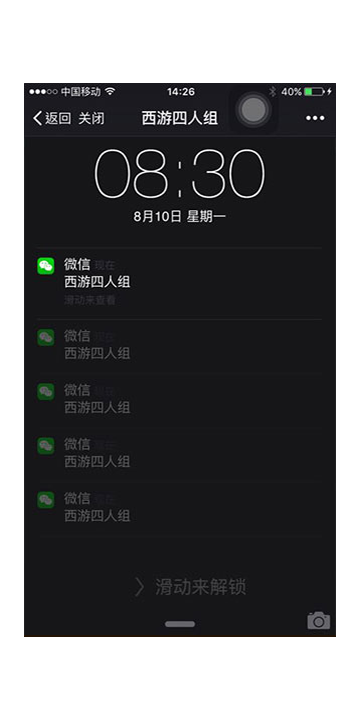 中国移动 14:26 40%
返回 关闭 西游四人组
08:30
8月10日 星期一
微信 现在
西游四人组
滑动来查看
微信 现在
西游四人组
微信 现在
西游四人组
微信 现在
西游四人组
微信 现在
西游四人组
滑动来解锁